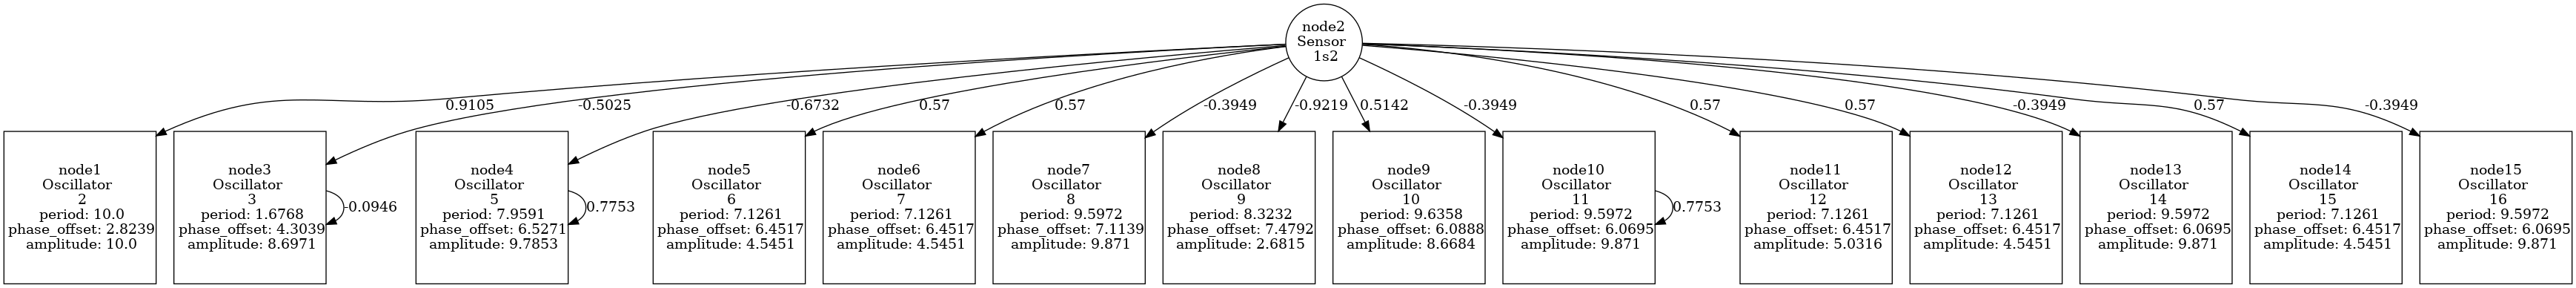 node2
Sensor
1s2
0.9105
-0.5025
-0.6732
0.57
0.57
-0.3949
-0.9219
0.5142
-0.3949
0.57
0.57
-0.3949
0.57
-0.3949
node1
Oscillator
2
period: 10.0
phase_offset: 2.8239
amplitude: 10.0
node3
Oscillator
3
period: 1.6768
phase_offset: 4.3039
amplitude: 8.6971
-0.0946
node4
Oscillator
5
period: 7.9591
phase_offset: 6.5271
amplitude: 9.7853
0.7753
node5
Oscillator
6
period: 7.1261
phase_offset: 6.4517
amplitude: 4.5451
node6
Oscillator
7
period: 7.1261
phase_offset: 6.4517
amplitude: 4.5451
node7
Oscillator
8
period: 9.5972
phase_offset: 7.1139
amplitude: 9.871
node8
Oscillator
9
period: 8.3232
phase_offset: 7.4792
amplitude: 2.6815
node9
Oscillator
10
period: 9.6358
phase_offset: 6.0888
amplitude: 8.6684
node10
Oscillator
11
period: 9.5972
phase_offset: 6.0695
amplitude: 9.871
0.7753
node11
Oscillator
12
period: 7.1261
phase_offset: 6.4517
amplitude: 5.0316
node12
Oscillator
13
period: 7.1261
phase_offset: 6.4517
amplitude: 4.5451
node13
Oscillator
14
period: 9.5972
phase_offset: 6.0695
amplitude: 9.871
node14
Oscillator
15
period: 7.1261
phase_offset: 6.4517
amplitude: 4.5451
node15
Oscillator
16
period: 9.5972
phase_offset: 6.0695
amplitude: 9.871